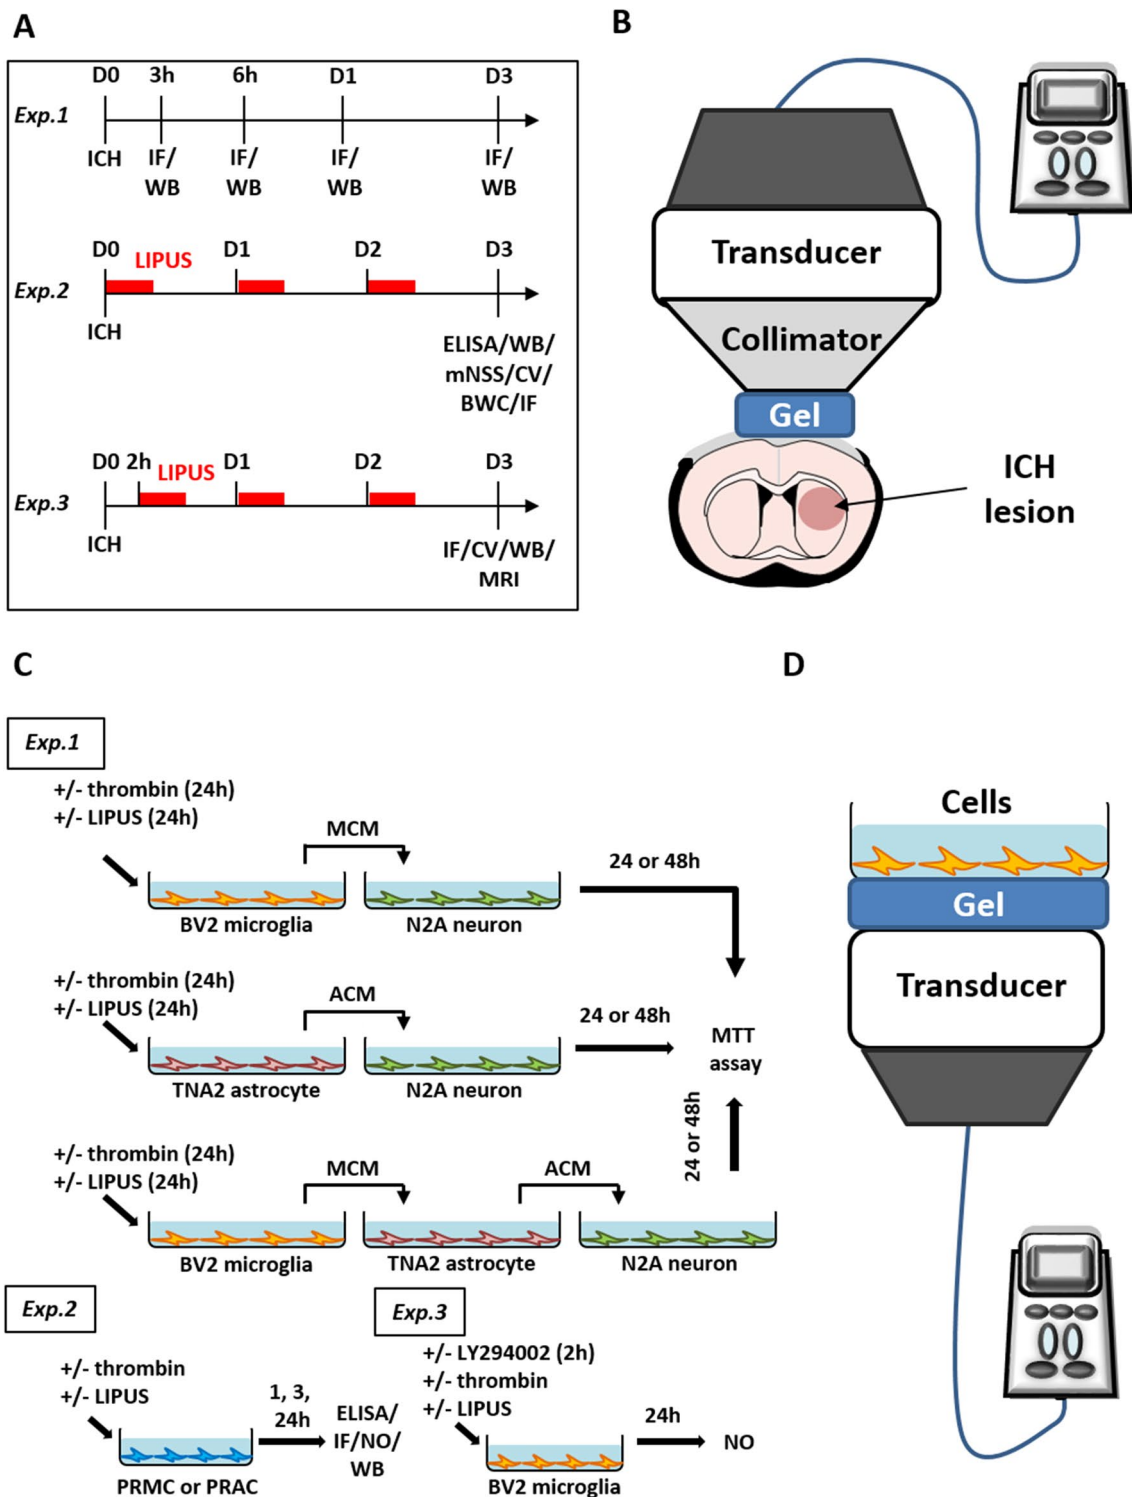 A
D0 3h 6h D1 D3
Exp.1
ICH IF/ IF/ IF/ IF/
WB WB WB WB
D0 LIPUS D1 D2 D3
Exp.2
ICH
ELISA/WB/
mNSS/CV/
BWC/IF
D0 2h LIPUS D1 D2 D3
Exp.3
ICH
IF/CV/WB/
MRI
B
Transducer
Collimator
Gel
ICH
lesion
C
Exp.1
+/- thrombin (24h)
+/- LIPUS (24h)
MCM
24 or 48h
BV2 microglia
N2A neuron
+/- thrombin (24h)
+/- LIPUS (24h)
ACM
24 or 48h
TNA2 astrocyte
N2A neuron
MTT
assay
24 or 48h
+/- thrombin (24h)
+/- LIPUS (24h)
MCM
ACM
BV2 microglia
TNA2 astrocyte
N2A neuron
Exp.2
+/- thrombin
+/- LIPUS
1, 3,
24h
ELISA/
IF/NO/
WB
PRMC or PRAC
Exp.3
+/- LY294002 (2h)
+/- thrombin
+/- LIPUS
24h
NO
BV2 microglia
D
Cells
Gel
Transducer